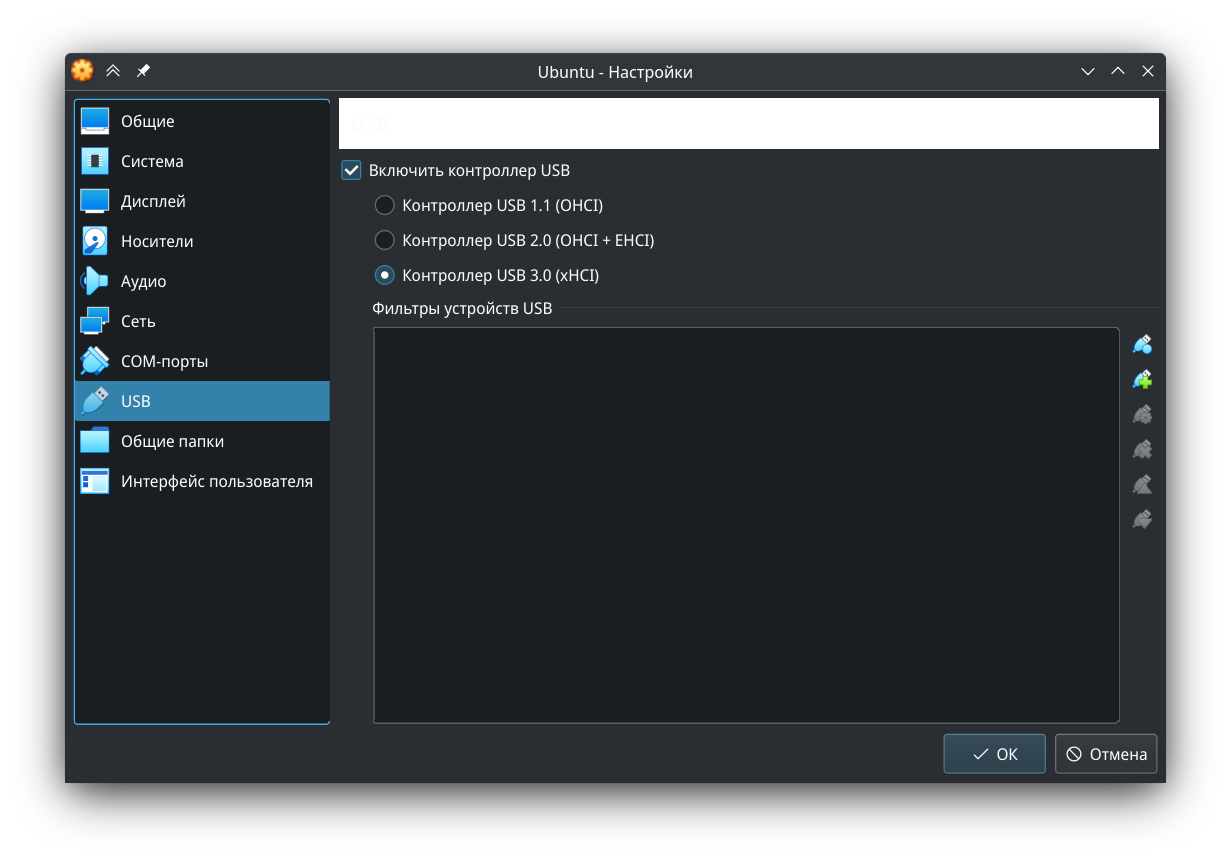 Ubuntu - Настройки
Общие
Система
Дисплей
Носители
Аудио
Сеть
COM-порты
USB
Общие папки
Интерфейс пользователя
USB
Включить контроллер USB
Контроллер USB 1.1 (OHCI)
Контроллер USB 2.0 (OHCI + EHCI)
Контроллер USB 3.0 (xHCI)
Фильтры устройств USB
OK
Отмена